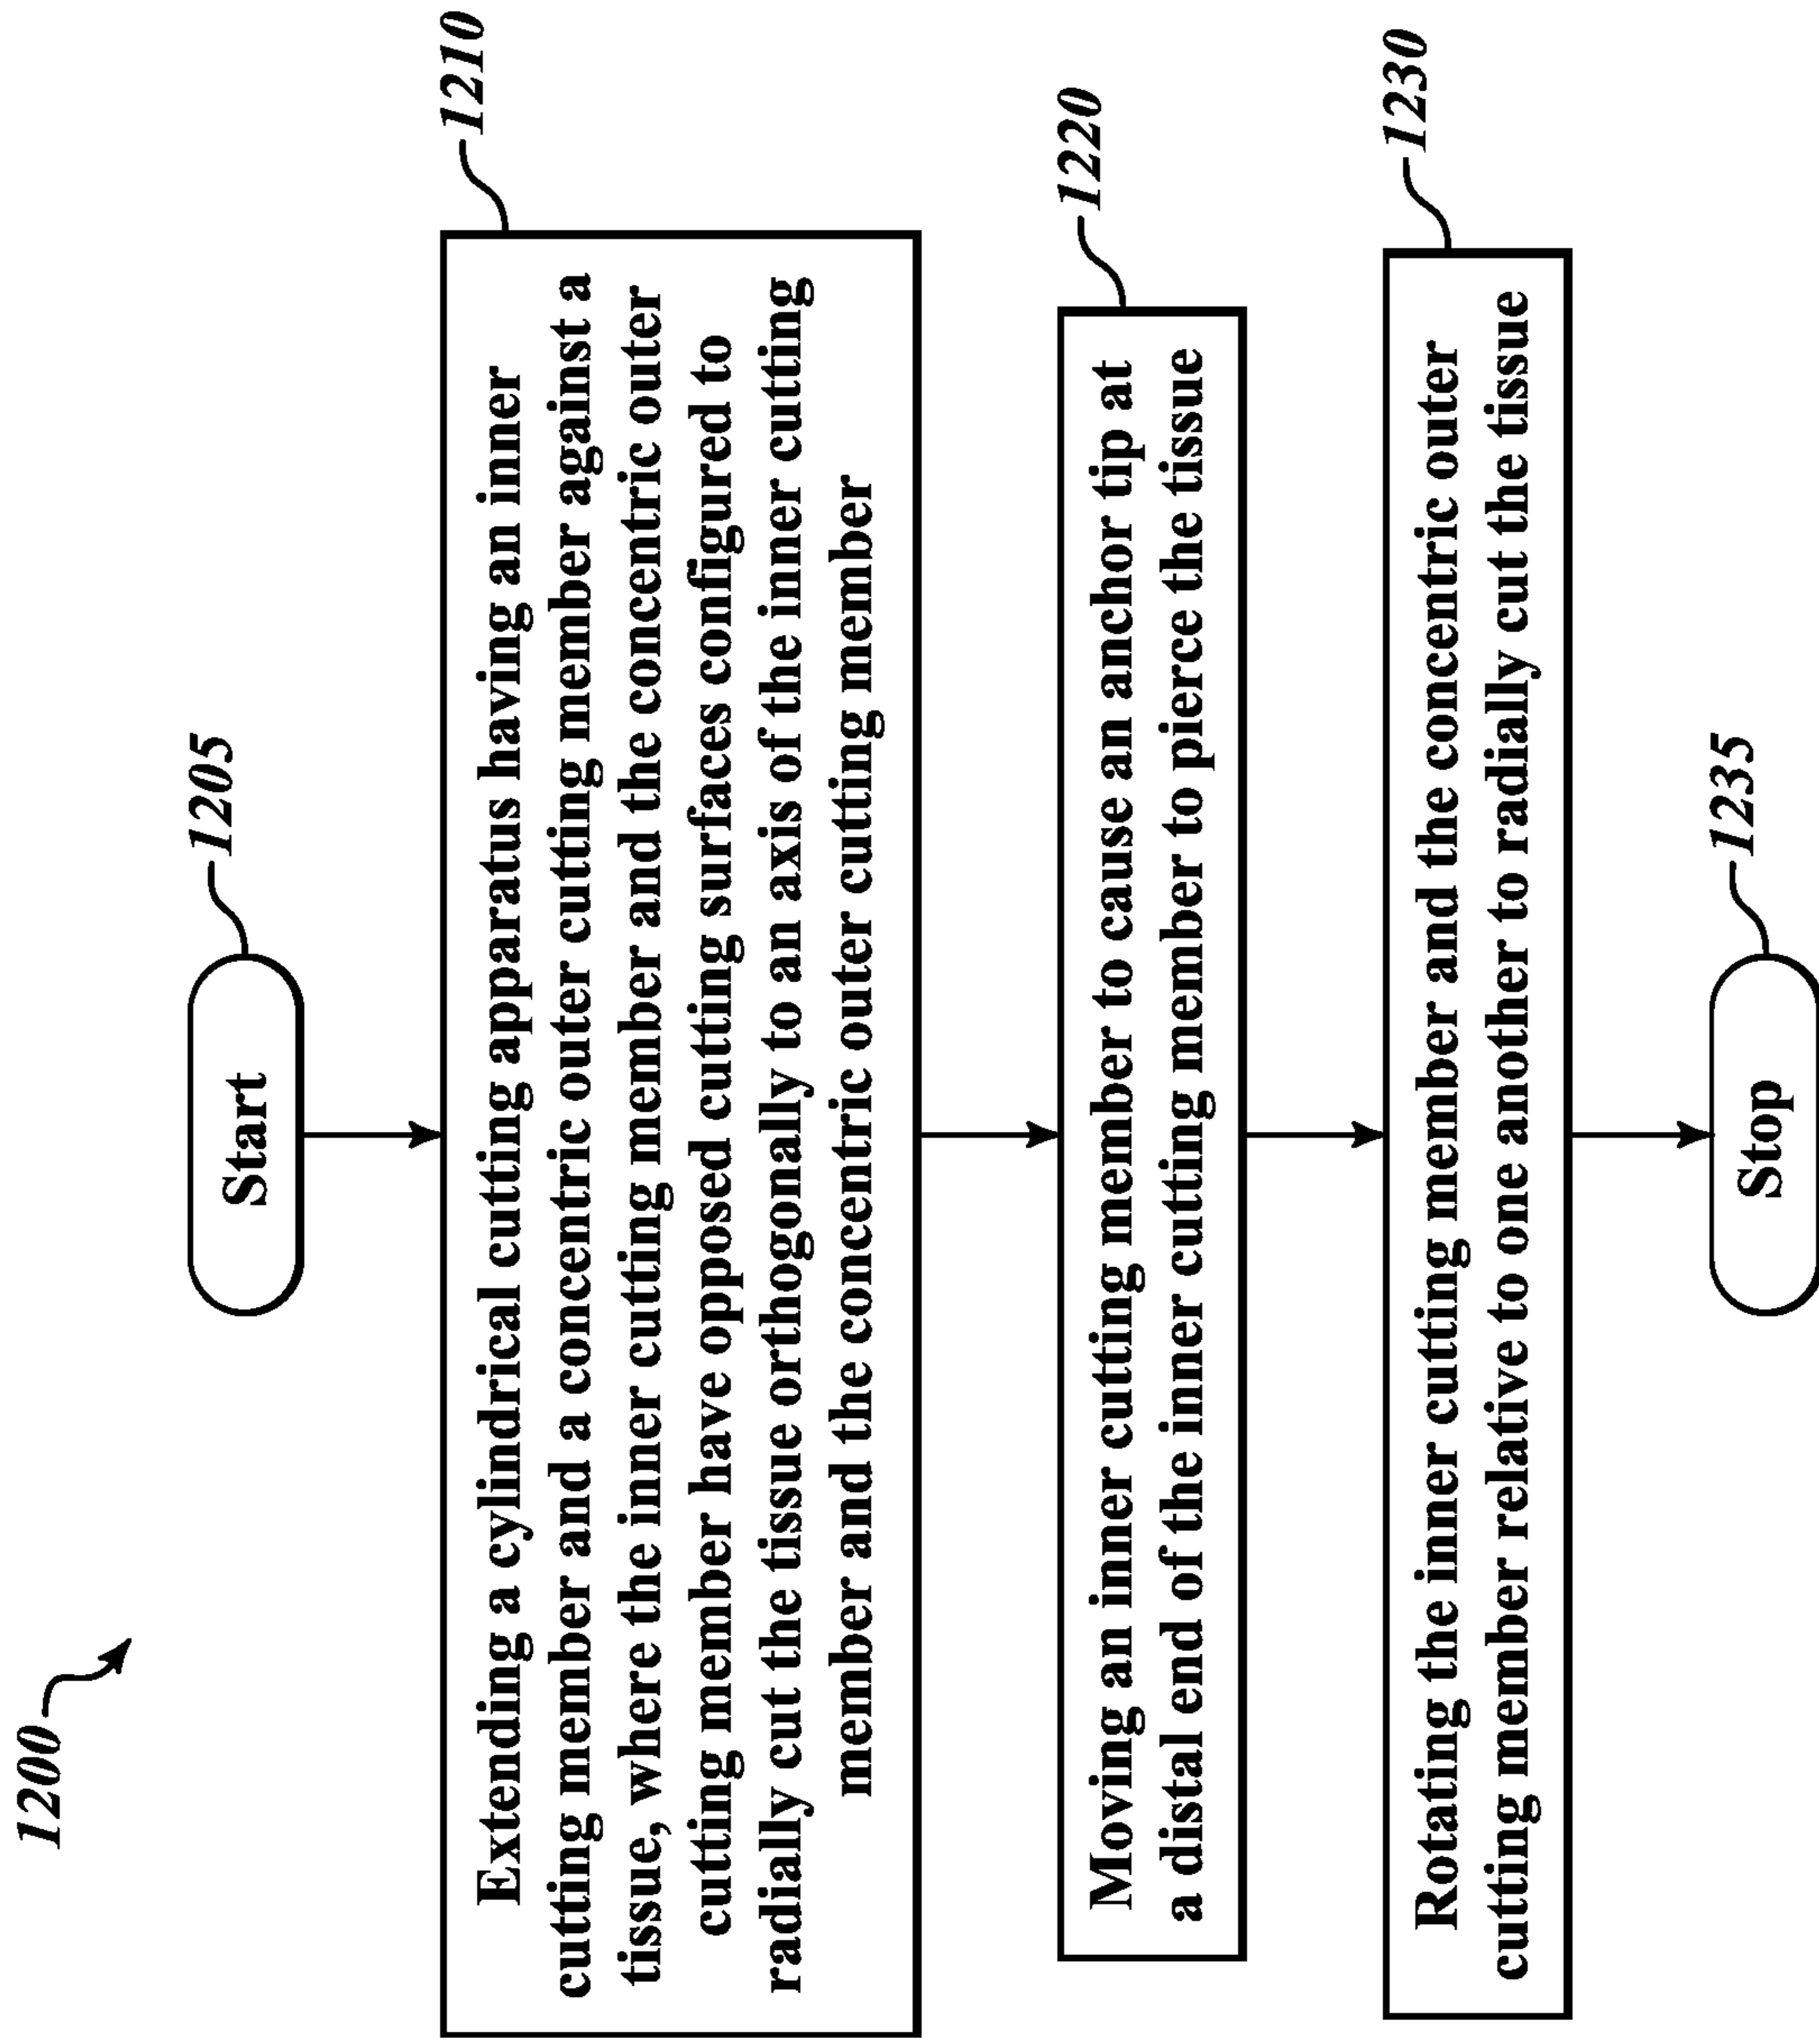 1200
Start
1205
Extending a cylindrical cutting apparatus having an inner
cutting member and a concentric outer cutting member against a
tissue, where the inner cutting member and the concentric outer
cutting member have opposed cutting surfaces configured to
radially cut the tissue orthogonally to an axis of the inner cutting
member and the concentric outer cutting member
1210
Moving an inner cutting member to cause an anchor tip at
a distal end of the inner cutting member to pierce the tissue
1220
Rotating the inner cutting member and the concentric outer
cutting member relative to one another to radially cut the tissue
1230
Stop
1235